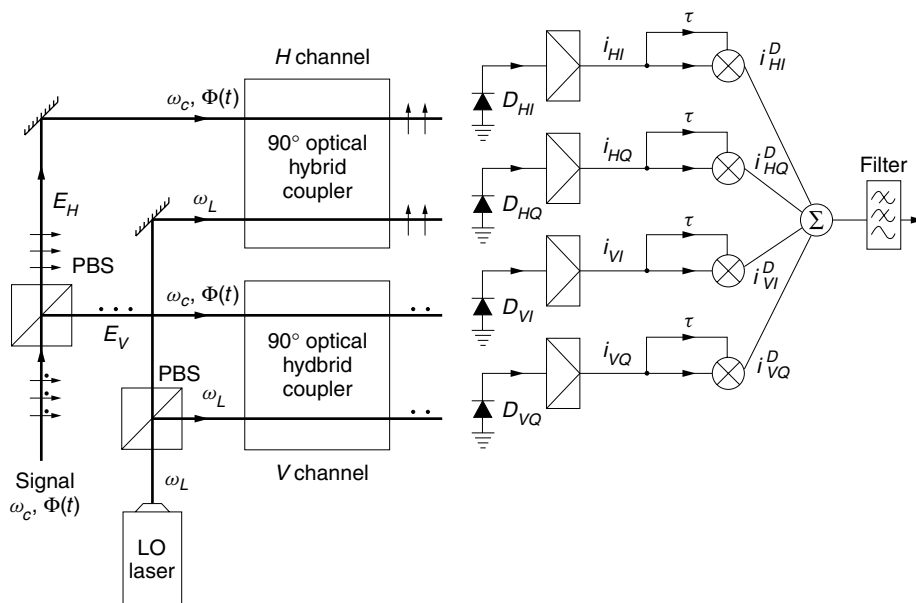 H channel
ω_c, Φ(t)
90° optical
hybrid
coupler
ω_L
E_H
PBS
ω_c, Φ(t)
E_V
90° optical
hydbrid
coupler
PBS
ω_L
V channel
Signal
ω_c, Φ(t)
ω_L
LO
laser
D_HI
i_HI
τ
i^D_HI
D_HQ
i_HQ
τ
i^D_HQ
D_VI
i_VI
τ
i^D_VI
D_VQ
i_VQ
τ
i^D_VQ
Σ
Filter